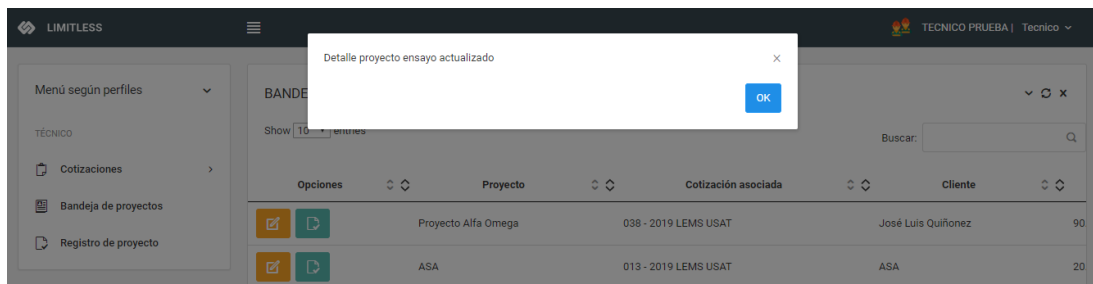 LIMITLESS
TECNICO PRUEBA | Tecnico
Detalle proyecto ensayo actualizado
OK
Menú según perfiles
TÉCNICO
Cotizaciones
Bandeja de proyectos
Registro de proyecto
BANDE
Show 10 entries
Buscar:
Opciones Proyecto Cotización asociada Cliente
Proyecto Alfa Omega 038 - 2019 LEMS USAT José Luis Quiñonez 90
ASA 013 - 2019 LEMS USAT ASA 20